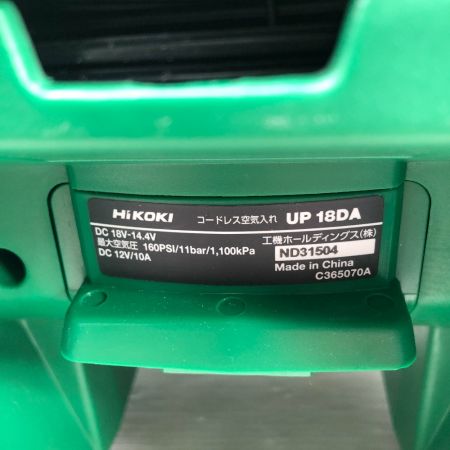 HiKOKI コードレス空気入れ UP 18DA
DC 18V-14.4V
最大空気圧 160PSI/11bar/1,100kPa
DC 12V/10A
工機ホールディングス(株)
ND31504
Made in China
C365070A